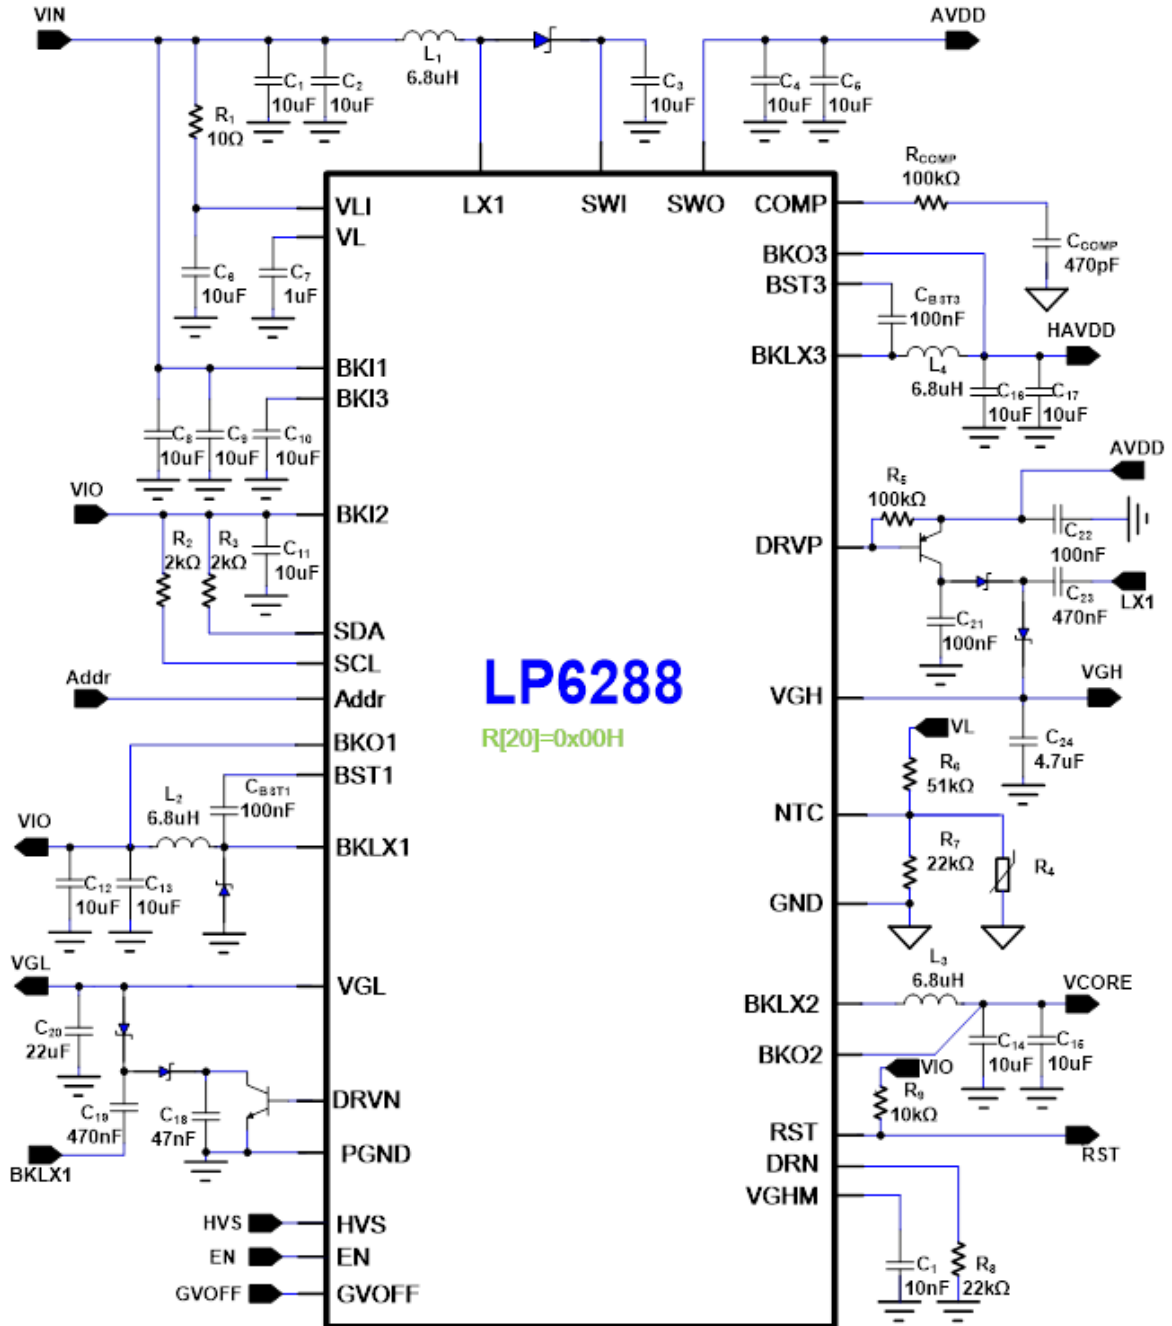 VIN
AVDD
L₁
6.8uH
C₁
10uF
C₂
10uF
C₃
10uF
C₄
10uF
C₅
10uF
R₁
10Ω
VLI
VL
LX1
SWI
SWO
COMP
R_COMP
100kΩ
C_COMP
470pF
C₆
10uF
C₇
1uF
BKO3
BST3
C_BST3
100nF
BKLX3
L₄
6.8uH
HAVDD
C₁₆
10uF
C₁₇
10uF
BKI1
BKI3
C₈
10uF
C₉
10uF
C₁₀
10uF
VIO
BKI2
R₂
2kΩ
R₃
2kΩ
C₁₁
10uF
AVDD
R₅
100kΩ
DRVP
C₂₂
100nF
C₂₃
470nF
LX1
C₂₁
100nF
SDA
SCL
Addr
Addr
LP6288
R[20]=0x00H
VGH
VGH
C₂₄
4.7uF
BKO1
BST1
C_BST1
100nF
L₂
6.8uH
VIO
BKLX1
C₁₂
10uF
C₁₃
10uF
VL
R₆
51kΩ
NTC
R₇
22kΩ
R₄
GND
VGL
VGL
C₂₀
22uF
C₁₉
470nF
C₁₈
47nF
DRVN
PGND
BKLX1
L₃
6.8uH
BKLX2
VCORE
BKO2
C₁₄
10uF
C₁₅
10uF
VIO
R₉
10kΩ
RST
RST
DRN
VGHM
C₁
10nF
R₈
22kΩ
HVS
HVS
EN
EN
GVOFF
GVOFF